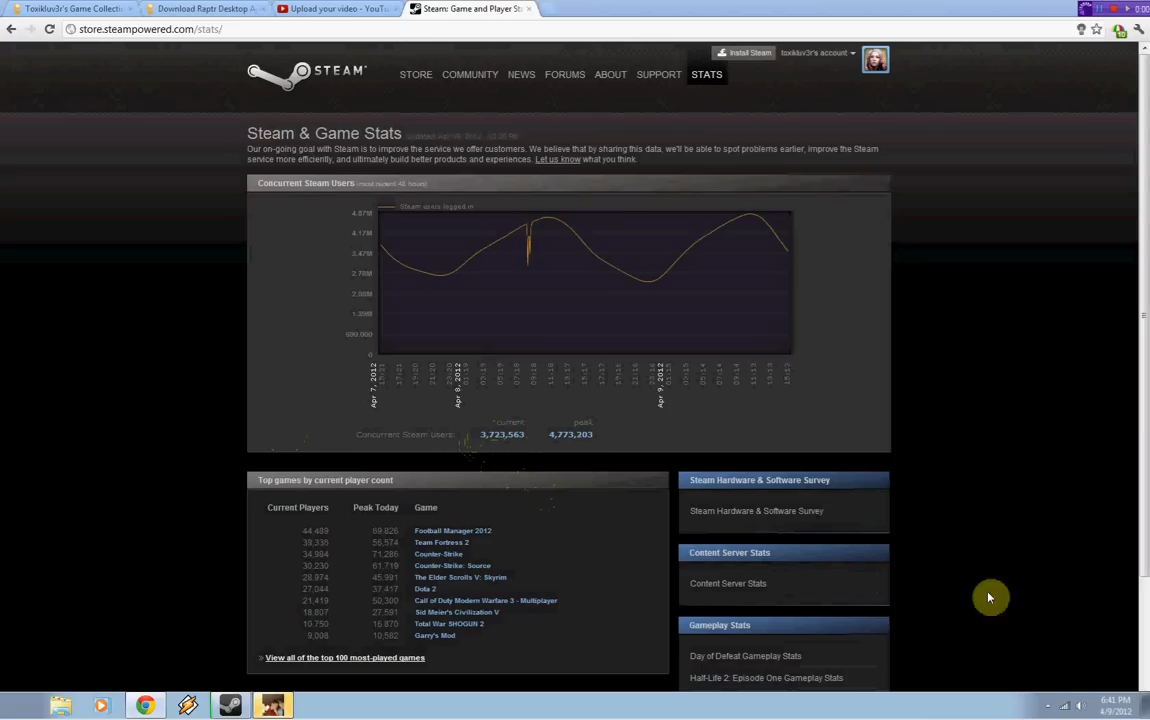 Toxikluv3r's Game Collecti
Download Raptr Desktop A
Upload your video - YouTu
Steam: Game and Player St
0:00
store.steampowered.com/stats/
STEAM
Install Steam
toxikluv3r's account
STORE COMMUNITY NEWS FORUMS ABOUT SUPPORT STATS
Steam & Game Stats
Our on-going goal with Steam is to improve the service we offer customers. We believe that by sharing this data, we'll be able to spot problems earlier, improve the Steam
service more efficiently, and ultimately build better products and experiences. Let us know what you think.
Concurrent Steam Users (most recent 48 hours)
Steam users logged in
4.87M
4.17M
3.47M
2.78M
1.39M
0
Apr 7, 2012
Apr 8, 2012
Apr 9, 2012
current peak
Concurrent Steam Users: 3,723,563 4,773,203
Top games by current player count
Current Players Peak Today Game
44,489 69,826 Football Manager 2012
56,574 Team Fortress 2
34,984 71,286 Counter-Strike
30,230 61,719 Counter-Strike: Source
28,974 45,991 The Elder Scrolls V: Skyrim
27,044 37,417 Dota 2
21,419 50,300 Call of Duty Modern Warfare 3 - Multiplayer
18,807 27,591 Sid Meier's Civilization V
10,750 16,870 Total War SHOGUN 2
10,582 Garry's Mod
» View all of the top 100 most-played games
Steam Hardware & Software Survey
Steam Hardware & Software Survey
Content Server Stats
Content Server Stats
Gameplay Stats
Day of Defeat Gameplay Stats
Half-Life 2: Episode One Gameplay Stats
6:41 PM
4/9/2012